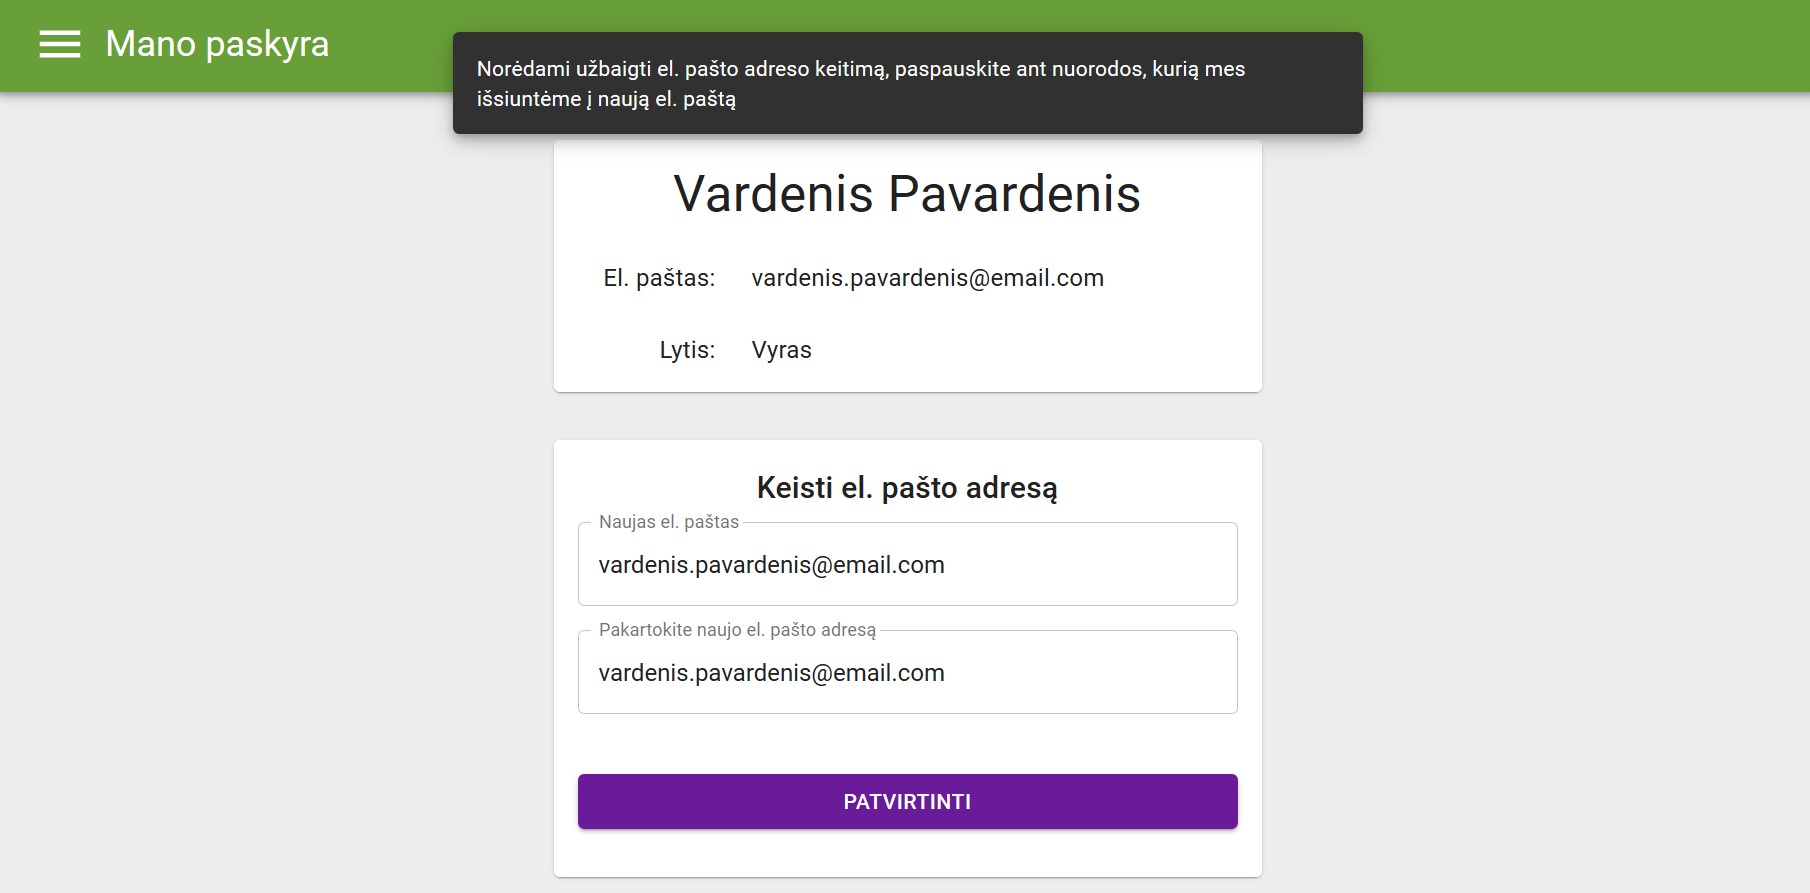 Mano paskyra
Norėdami užbaigti el. pašto adreso keitimą, paspauskite ant nuorodos, kurią mes
išsiuntėme į naują el. paštą
Vardenis Pavardenis
El. paštas: vardenis.pavardenis@email.com
Lytis: Vyras
Keisti el. pašto adresą
Naujas el. paštas
vardenis.pavardenis@email.com
Pakartokite naujo el. pašto adresą
vardenis.pavardenis@email.com
PATVIRTINTI